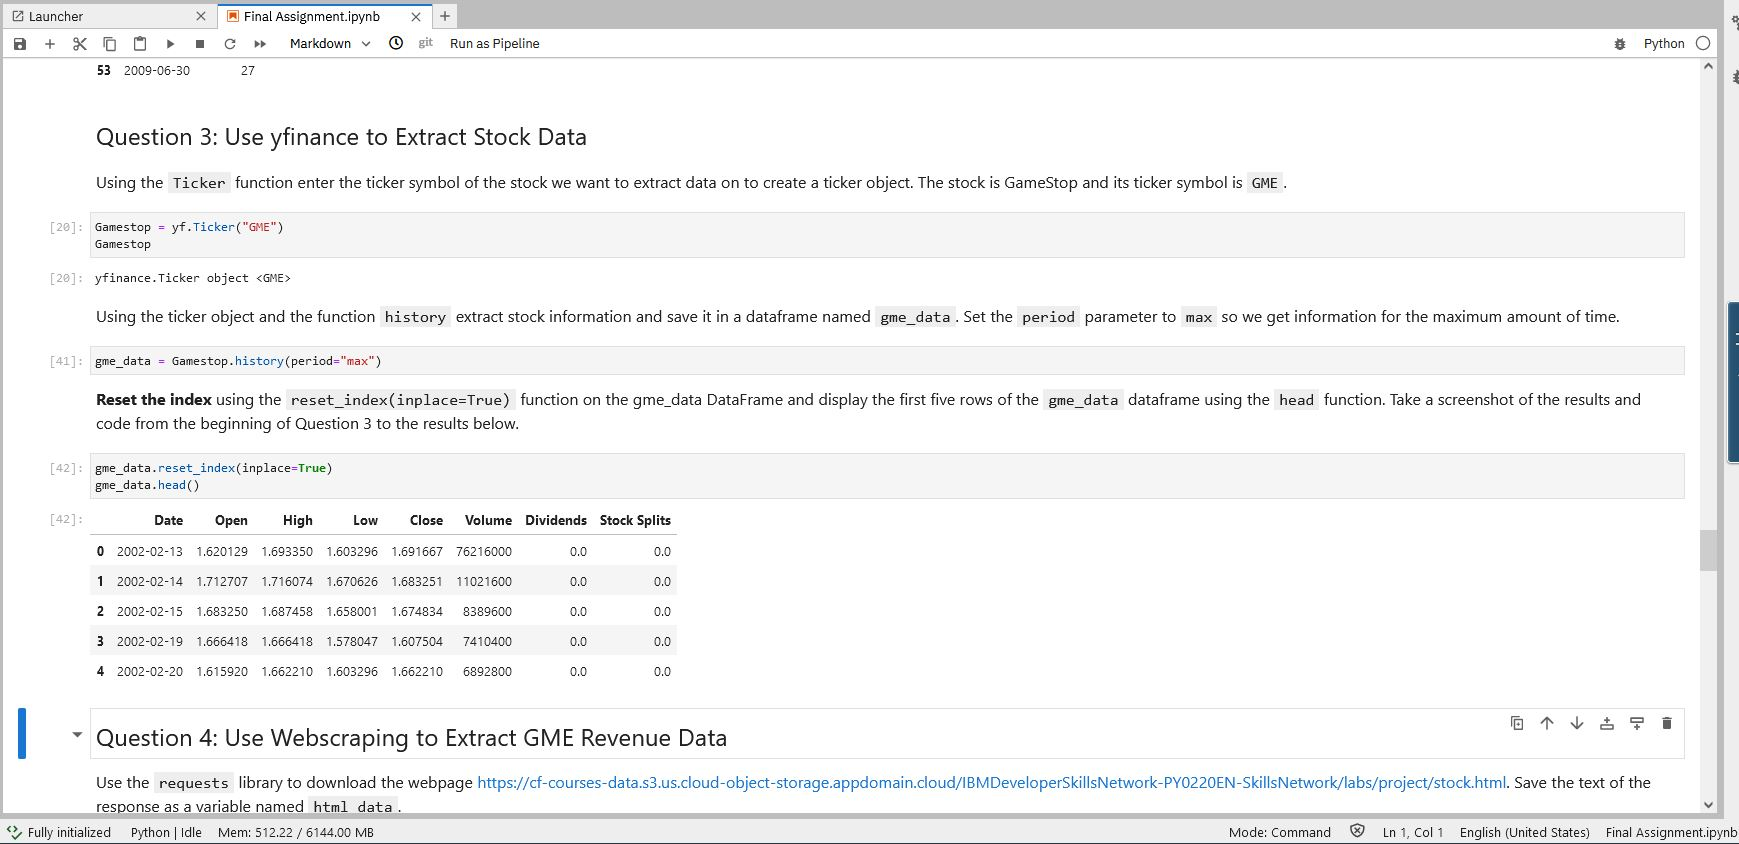 Launcher
Final Assignment.ipynb
Markdown
git
Run as Pipeline
Python
53 2009-06-30 27
Question 3: Use yfinance to Extract Stock Data
Using the Ticker function enter the ticker symbol of the stock we want to extract data on to create a ticker object. The stock is GameStop and its ticker symbol is GME .
[20]: Gamestop = yf.Ticker("GME")
Gamestop
[20]: yfinance.Ticker object <GME>
Using the ticker object and the function history extract stock information and save it in a dataframe named gme_data . Set the period parameter to max so we get information for the maximum amount of time.
[41]: gme_data = Gamestop.history(period="max")
Reset the index using the reset_index(inplace=True) function on the gme_data DataFrame and display the first five rows of the gme_data dataframe using the head function. Take a screenshot of the results and
code from the beginning of Question 3 to the results below.
[42]: gme_data.reset_index(inplace=True)
gme_data.head()
[42]: Date Open High Low Close Volume Dividends Stock Splits
0 2002-02-13 1.620129 1.693350 1.603296 1.691667 76216000 0.0 0.0
1 2002-02-14 1.712707 1.716074 1.670626 1.683251 11021600 0.0 0.0
2 2002-02-15 1.683250 1.687458 1.658001 1.674834 8389600 0.0 0.0
3 2002-02-19 1.666418 1.666418 1.578047 1.607504 7410400 0.0 0.0
4 2002-02-20 1.615920 1.662210 1.603296 1.662210 6892800 0.0 0.0
Question 4: Use Webscraping to Extract GME Revenue Data
Use the requests library to download the webpage https://cf-courses-data.s3.us.cloud-object-storage.appdomain.cloud/IBMDeveloperSkillsNetwork-PY0220EN-SkillsNetwork/labs/project/stock.html. Save the text of the
response as a variable named html_data .
Fully initialized Python | Idle Mem: 512.22 / 6144.00 MB Mode: Command Ln 1, Col 1 English (United States) Final Assignment.ipynb